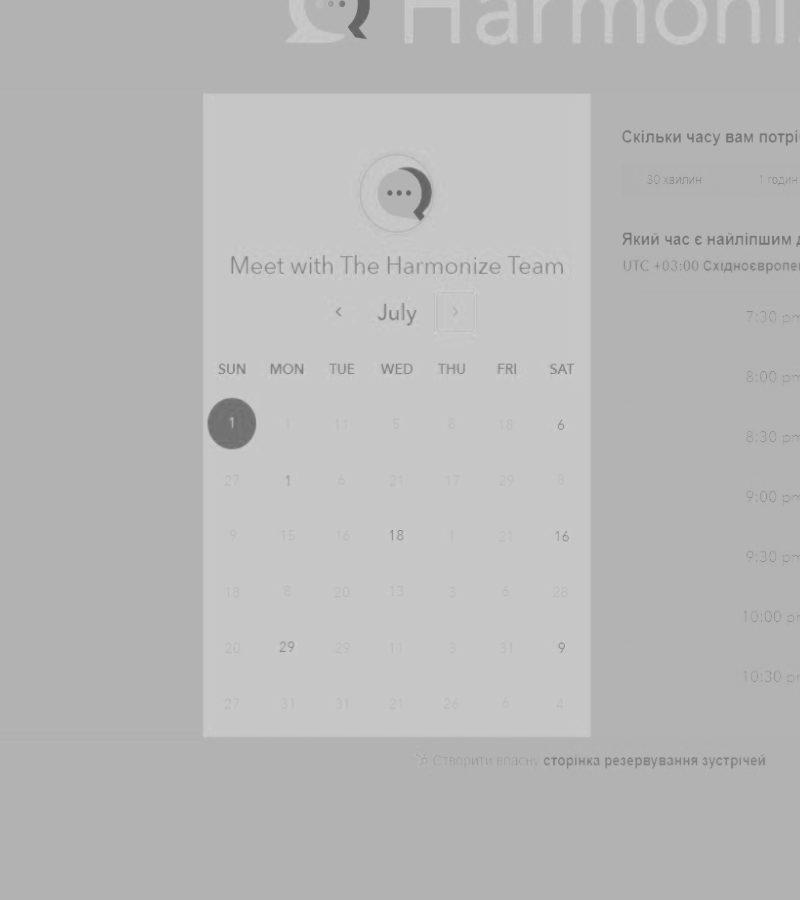 Harmoni
Meet with The Harmonize Team
July
SUN MON TUE WED THU FRI SAT
1 1 11 5 8 18 6
27 1 6 21 17 29 8
9 15 16 18 1 21 16
18 8 20 13 3 6 28
20 29 29 11 3 31 9
27 31 31 21 26 6 4
Скільки часу вам потрі
30 хвилин 1 годин
Який час є найліпшим
UTC +03:00 Східноєвропе
7:30 pm
8:00 pm
8:30 pm
9:00 pm
9:30 pm
10:00 pm
10:30 pm
Створити власну сторінка резервування зустрічей